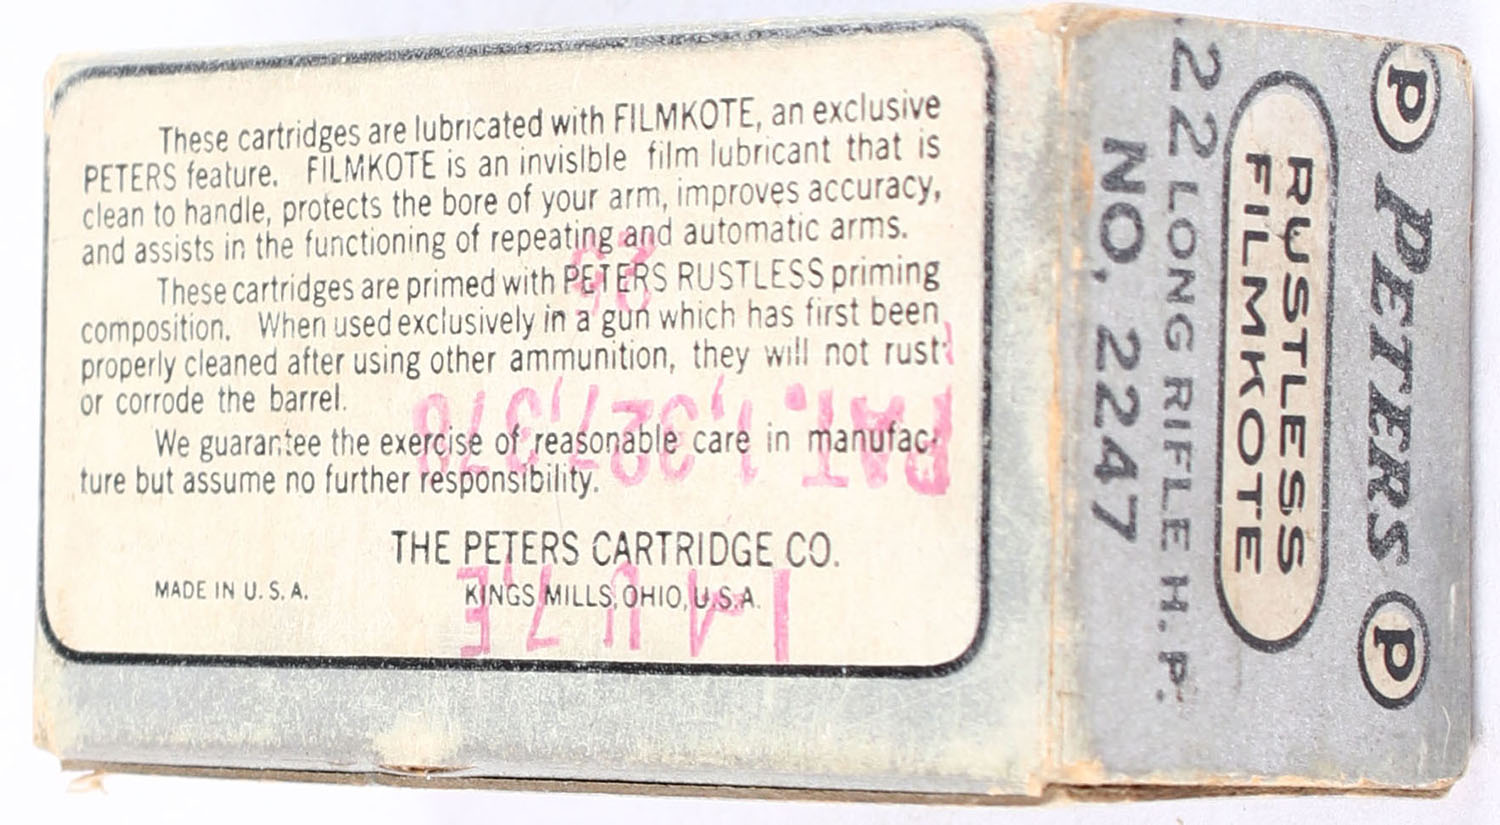 These cartridges are lubricated with FILMKOTE, an exclusive
PETERS feature. FILMKOTE is an invisible film lubricant that is
clean to handle, protects the bore of your arm, improves accuracy,
and assists in the functioning of repeating and automatic arms.
These cartridges are primed with PETERS RUSTLESS priming
composition. When used exclusively in a gun which has first been
properly cleaned after using other ammunition, they will not rust
or corrode the barrel.
We guarantee the exercise of reasonable care in manufac-
ture but assume no further responsibility.
THE PETERS CARTRIDGE CO.
MADE IN U.S.A. KINGS MILLS, OHIO, U.S.A.
PAT. 1,327,
P PETERS P
RUSTLESS
FILMKOTE
22 LONG RIFLE H.P.
NO. 2247